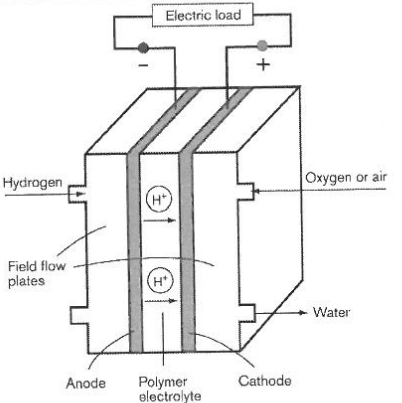 Electric load
-
+
Hydrogen
Oxygen or air
H+
H+
Field flow
plates
Water
Anode
Polymer
electrolyte
Cathode